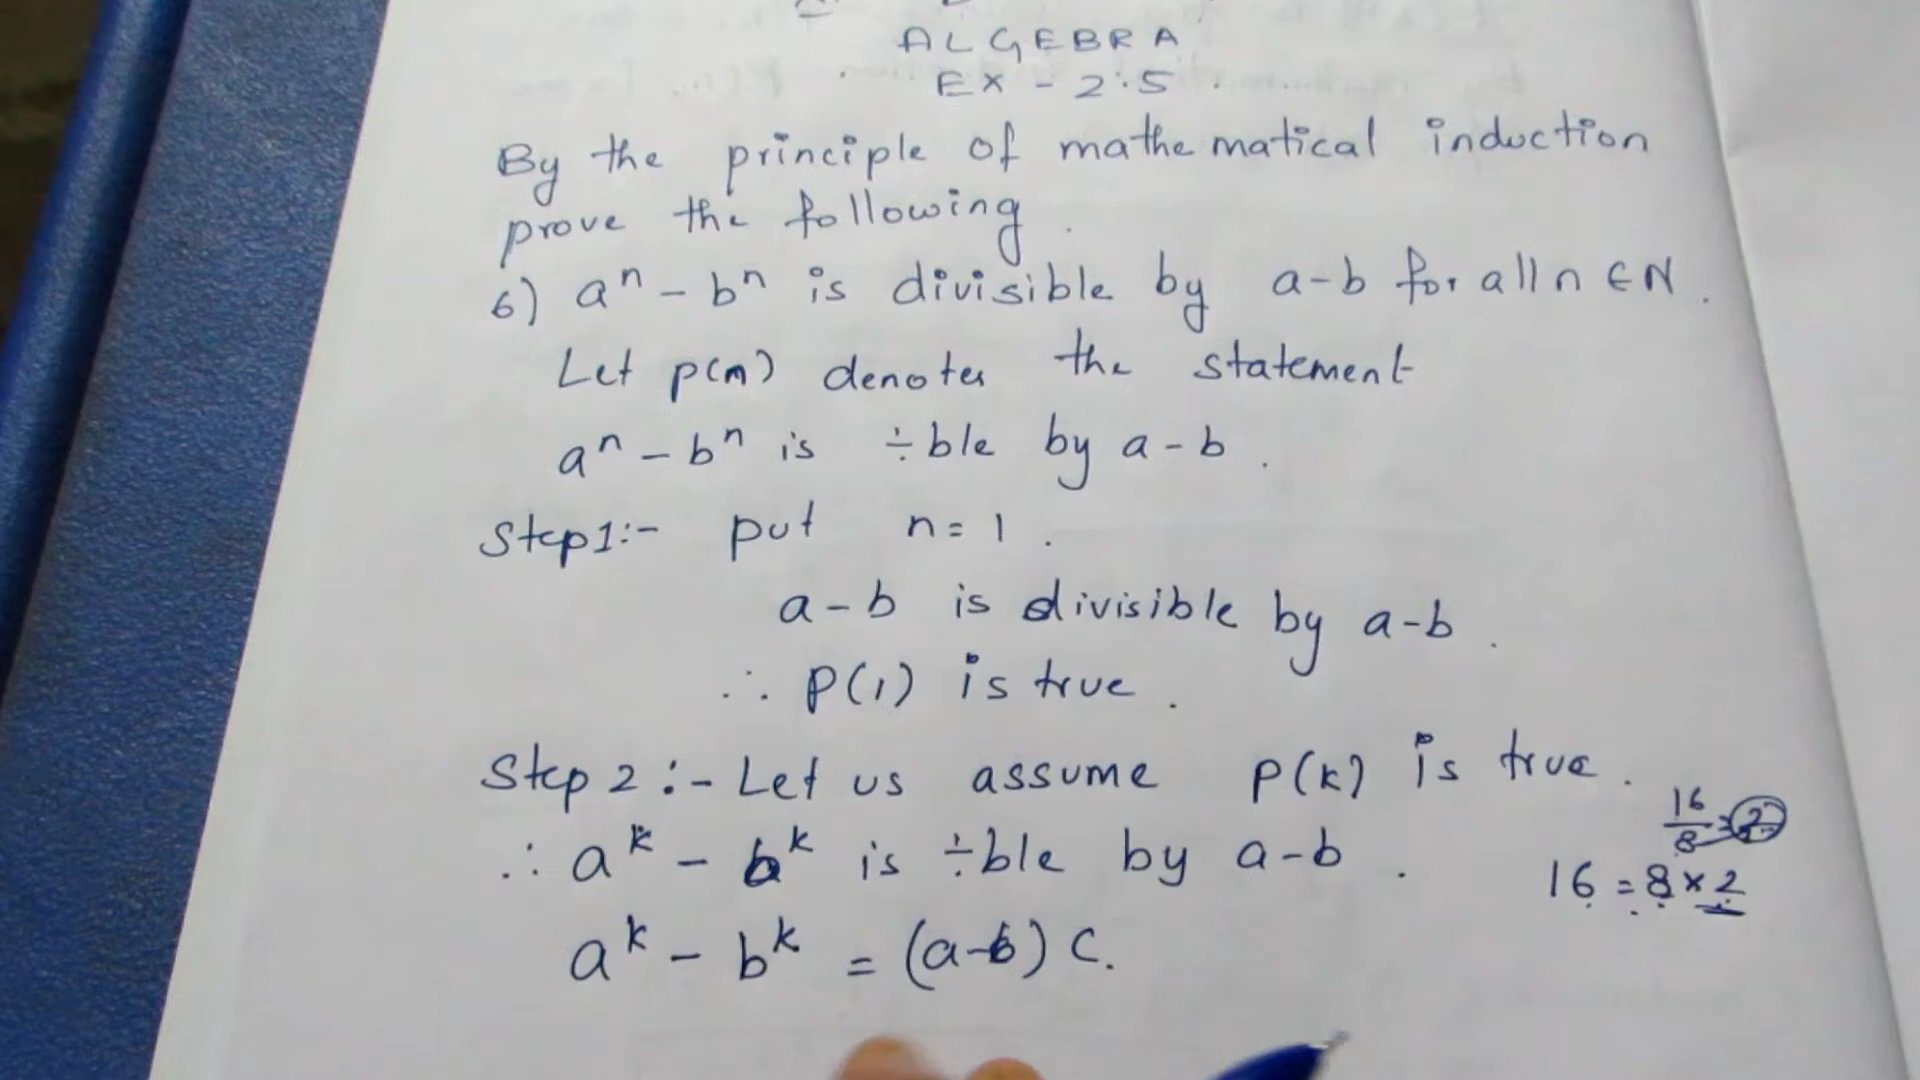 ALGEBRA
EX - 2.5
By the principle of mathematical induction
prove the following.
6) aⁿ - bⁿ is divisible by a-b for all n ∈ N.
Let p(n) denotes the statement
aⁿ - bⁿ is ÷ble by a-b.
Step1:- put n=1.
a-b is divisible by a-b.
∴ P(1) is true.
Step 2:- Let us assume P(k) is true.
∴ aᵏ - bᵏ is ÷ble by a-b.
16/8 = 2
16 = 8×2
aᵏ - bᵏ = (a-b) C.